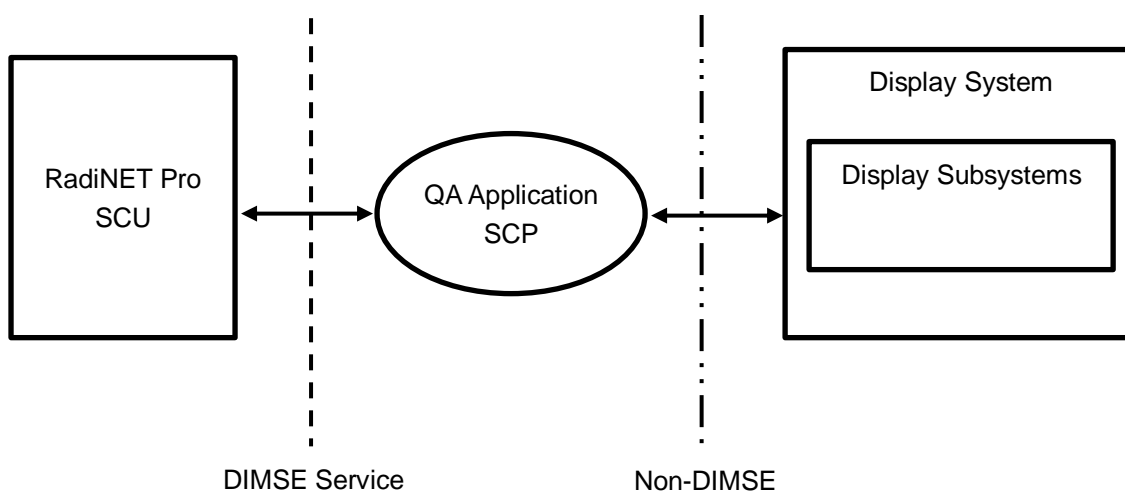 RadiNET Pro
SCU
QA Application
SCP
Display System
Display Subsystems
DIMSE Service
Non-DIMSE